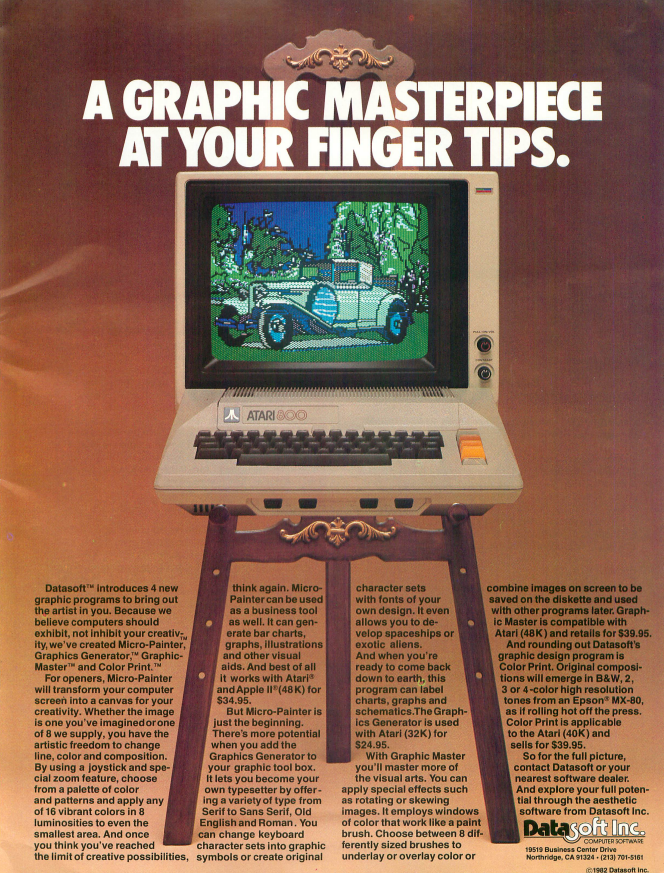 A GRAPHIC MASTERPIECE
AT YOUR FINGER TIPS.
ATARI 800
Datasoft™ introduces 4 new
graphic programs to bring out
the artist in you. Because we
believe computers should
exhibit, not inhibit your creativ-
ity, we've created Micro-Painter,™
Graphics Generator,™ Graphic-
Master™ and Color Print.™
For openers, Micro-Painter
will transform your computer
screen into a canvas for your
creativity. Whether the image
is one you've imagined or one
of 8 we supply, you have the
artistic freedom to change
line, color and composition.
By using a joystick and spe-
cial zoom feature, choose
from a palette of color
and patterns and apply any
of 16 vibrant colors in 8
luminosities to even the
smallest area. And once
you think you've reached
the limit of creative possibilities,
think again. Micro-
Painter can be used
as a business tool
as well. It can gen-
erate bar charts,
graphs, illustrations
and other visual
aids. And best of all
it works with Atari®
and Apple II®(48K) for
$34.95.
But Micro-Painter is
just the beginning.
There's more potential
when you add the
Graphics Generator to
your graphic tool box.
It lets you become your
own typesetter by offer-
ing a variety of type from
Serif to Sans Serif, Old
English and Roman. You
can change keyboard
character sets into graphic
symbols or create original
character sets
with fonts of your
own design. It even
allows you to de-
velop spaceships or
exotic aliens.
And when you're
ready to come back
down to earth, this
program can label
charts, graphs and
schematics. The Graph-
ics Generator is used
with Atari (32K) for
$24.95.
With Graphic Master
you'll master more of
the visual arts. You can
apply special effects such
as rotating or skewing
images. It employs windows
of color that work like a paint
brush. Choose between 8 dif-
ferently sized brushes to
underlay or overlay color or
combine images on screen to be
saved on the diskette and used
with other programs later. Graph-
ic Master is compatible with
Atari (48K) and retails for $39.95.
And rounding out Datasoft's
graphic design program is
Color Print. Original composi-
tions will emerge in B&W, 2,
3 or 4-color high resolution
tones from an Epson® MX-80,
as if rolling hot off the press.
Color Print is applicable
to the Atari (40K) and
sells for $39.95.
So for the full picture,
contact Datasoft or your
nearest software dealer.
And explore your full poten-
tial through the aesthetic
software from Datasoft Inc.
Datasoft Inc.
COMPUTER SOFTWARE
19519 Business Center Drive
Northridge, CA 91324 • (213) 701-5161
©1982 Datasoft Inc.